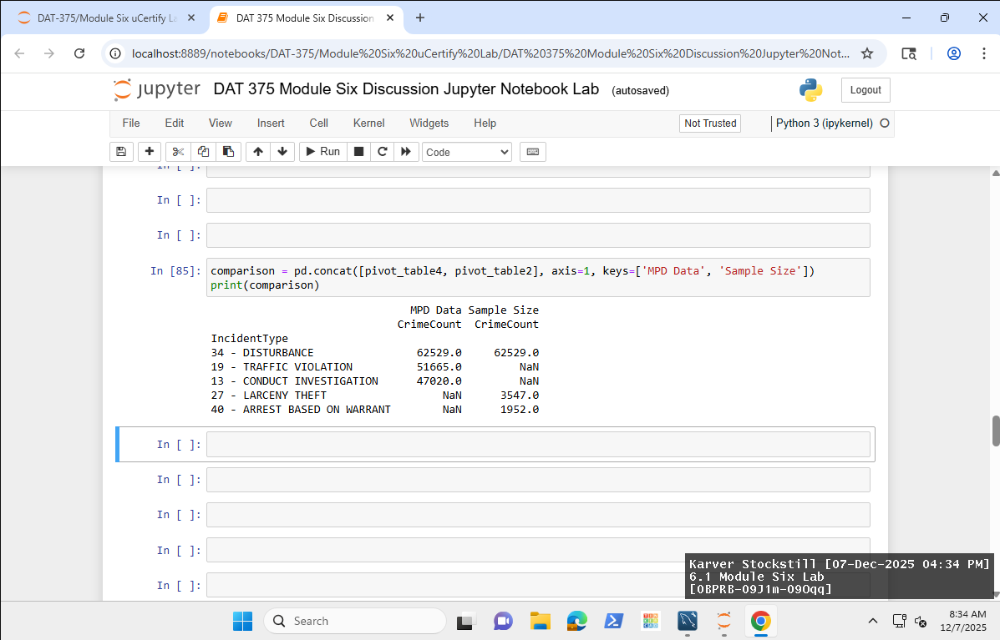 DAT-375/Module Six uCertify La
DAT 375 Module Six Discussion
localhost:8889/notebooks/DAT-375/Module%20Six%20uCertify%20Lab/DAT%20375%20Module%20Six%20Discussion%20Jupyter%20Not...
jupyter DAT 375 Module Six Discussion Jupyter Notebook Lab (autosaved)
Logout
File Edit View Insert Cell Kernel Widgets Help
Not Trusted
Python 3 (ipykernel)
Run
Code
In [ ]:
In [ ]:
In [ ]:
In [85]: comparison = pd.concat([pivot_table4, pivot_table2], axis=1, keys=['MPD Data', 'Sample Size'])
print(comparison)
MPD Data Sample Size
CrimeCount CrimeCount
IncidentType
34 - DISTURBANCE 62529.0 62529.0
19 - TRAFFIC VIOLATION 51665.0 NaN
13 - CONDUCT INVESTIGATION 47020.0 NaN
27 - LARCENY THEFT NaN 3547.0
40 - ARREST BASED ON WARRANT NaN 1952.0
In [ ]:
In [ ]:
In [ ]:
In [ ]:
In [ ]:
Karver Stockstill [07-Dec-2025 04:34 PM]
6.1 Module Six Lab
[OBPRB-O9J1m-O9Oqq]
Search
8:34 AM
12/7/2025